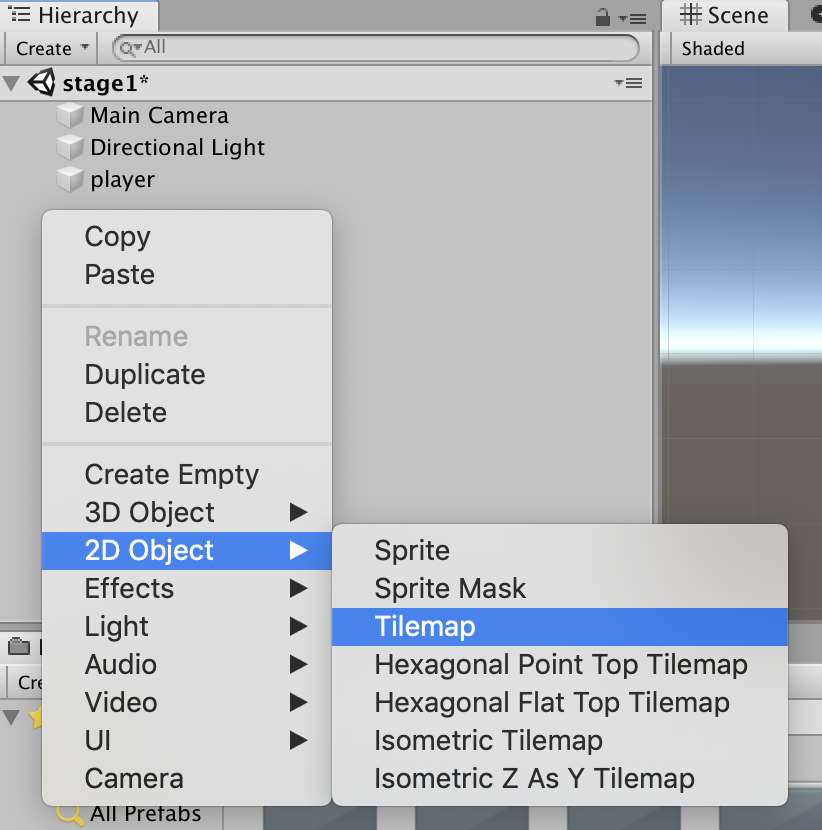 Hierarchy
Scene
Create
All
Shaded
stage1*
Main Camera
Directional Light
player
Copy
Paste
Rename
Duplicate
Delete
Create Empty
3D Object
2D Object
Effects
Light
Audio
Video
UI
Camera
Sprite
Sprite Mask
Tilemap
Hexagonal Point Top Tilemap
Hexagonal Flat Top Tilemap
Isometric Tilemap
Isometric Z As Y Tilemap
All Prefabs